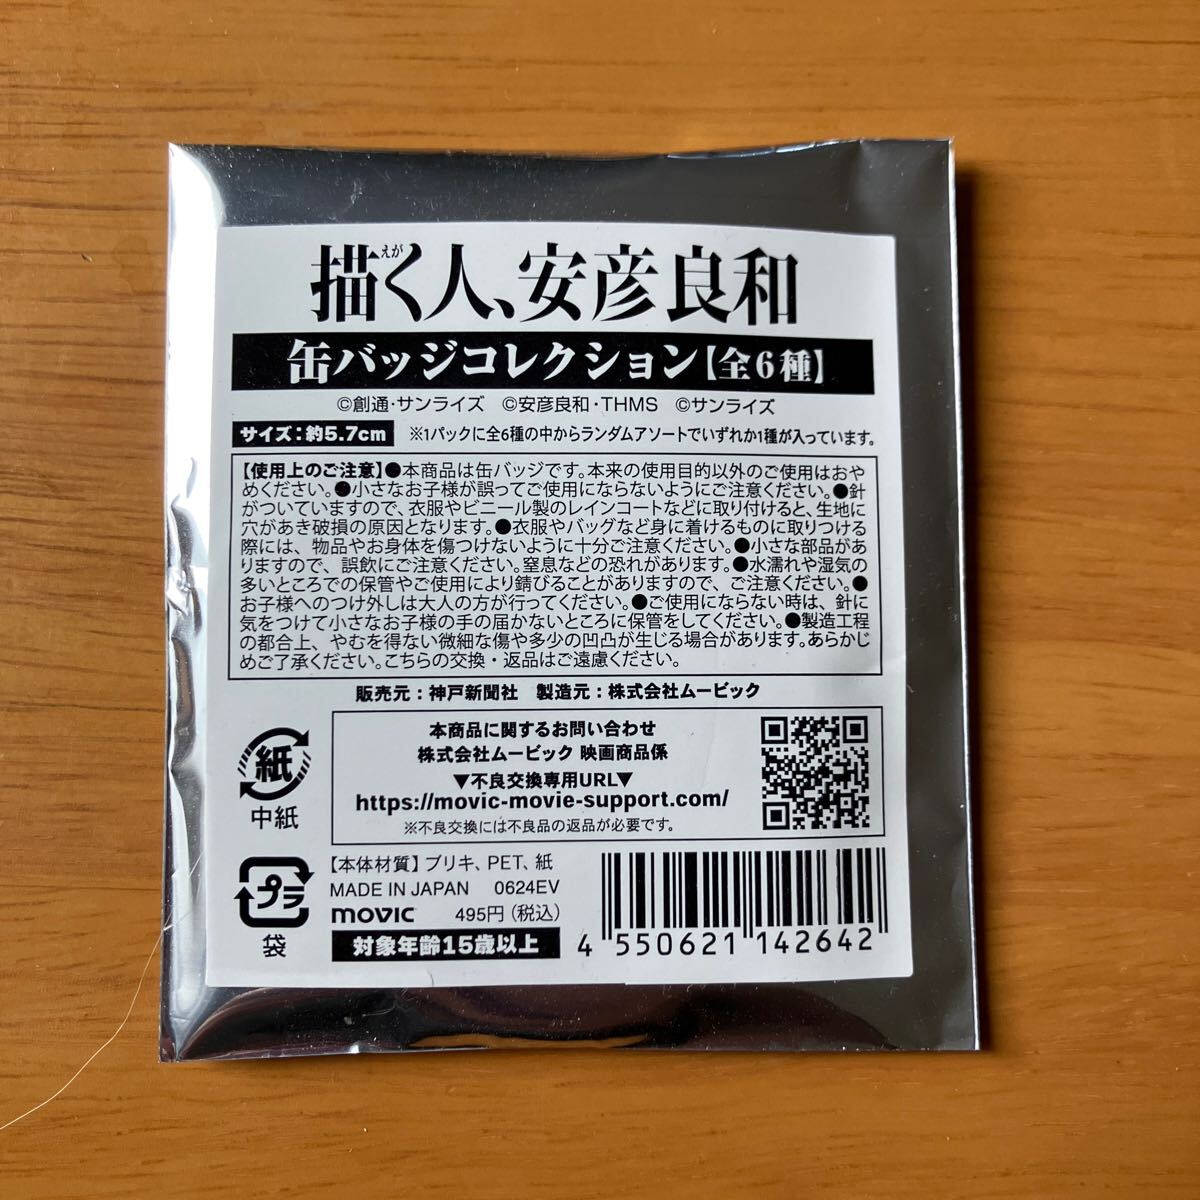 えが
描く人、安彦良和
缶バッジコレクション【全6種】
©創通・サンライズ ©安彦良和・THMS ©サンライズ
サイズ：約5.7cm ※1パックに全6種の中からランダムアソートでいずれか1種が入っています。
【使用上のご注意】●本商品は缶バッジです。本来の使用目的以外のご使用はおや
めください。●小さなお子様が誤ってご使用にならないようにご注意ください。●針
がついていますので、衣服やビニール製のレインコートなどに取り付けると、生地に
穴があき破損の原因となります。●衣服やバッグなど身に着けるものに取りつける
際には、物品やお身体を傷つけないように十分ご注意ください。●小さな部品があ
りますので、誤飲にご注意ください。窒息などの恐れがあります。●水濡れや湿気の
多いところでの保管やご使用により錆びることがありますので、ご注意ください。●
お子様へのつけ外しは大人の方が行ってください。●ご使用にならない時は、針に
気をつけて小さなお子様の手の届かないところに保管をしてください。●製造工程
の都合上、やむを得ない微細な傷や多少の凹凸が生じる場合があります。あらかじ
めご了承ください。こちらの交換・返品はご遠慮ください。
販売元：神戸新聞社 製造元：株式会社ムービック
本商品に関するお問い合わせ
株式会社ムービック 映画商品係
▼不良交換専用URL▼
https://movic-movie-support.com/
※不良交換には不良品の返品が必要です。
紙
中紙
プラ
袋
【本体材質】ブリキ、PET、紙
MADE IN JAPAN 0624EV
movic 495円（税込）
対象年齢15歳以上
4 550621 142642